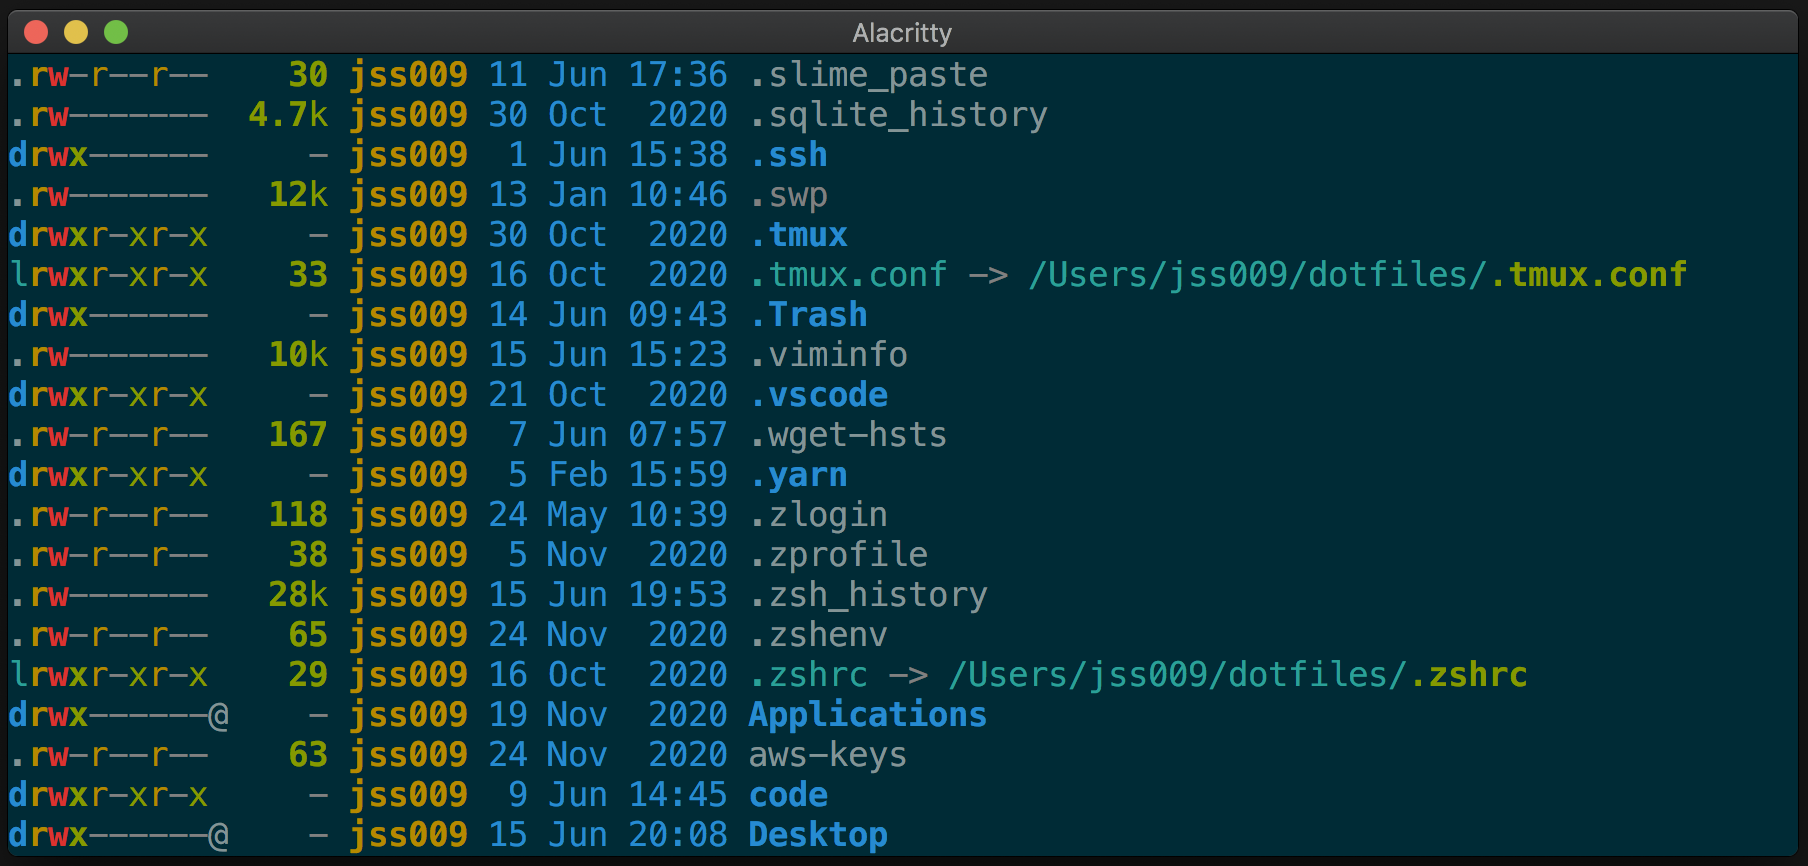 Alacritty
.rw-r--r--    30 jss009 11 Jun 17:36 .slime_paste
.rw-------  4.7k jss009 30 Oct  2020 .sqlite_history
drwx------     - jss009  1 Jun 15:38 .ssh
.rw-------   12k jss009 13 Jan 10:46 .swp
drwxr-xr-x     - jss009 30 Oct  2020 .tmux
lrwxr-xr-x    33 jss009 16 Oct  2020 .tmux.conf -> /Users/jss009/dotfiles/.tmux.conf
drwx------     - jss009 14 Jun 09:43 .Trash
.rw-------   10k jss009 15 Jun 15:23 .viminfo
drwxr-xr-x     - jss009 21 Oct  2020 .vscode
.rw-r--r--   167 jss009  7 Jun 07:57 .wget-hsts
drwxr-xr-x     - jss009  5 Feb 15:59 .yarn
.rw-r--r--   118 jss009 24 May 10:39 .zlogin
.rw-r--r--    38 jss009  5 Nov  2020 .zprofile
.rw-------   28k jss009 15 Jun 19:53 .zsh_history
.rw-r--r--    65 jss009 24 Nov  2020 .zshenv
lrwxr-xr-x    29 jss009 16 Oct  2020 .zshrc -> /Users/jss009/dotfiles/.zshrc
drwx------@    - jss009 19 Nov  2020 Applications
.rw-r--r--    63 jss009 24 Nov  2020 aws-keys
drwxr-xr-x     - jss009  9 Jun 14:45 code
drwx------@    - jss009 15 Jun 20:08 Desktop